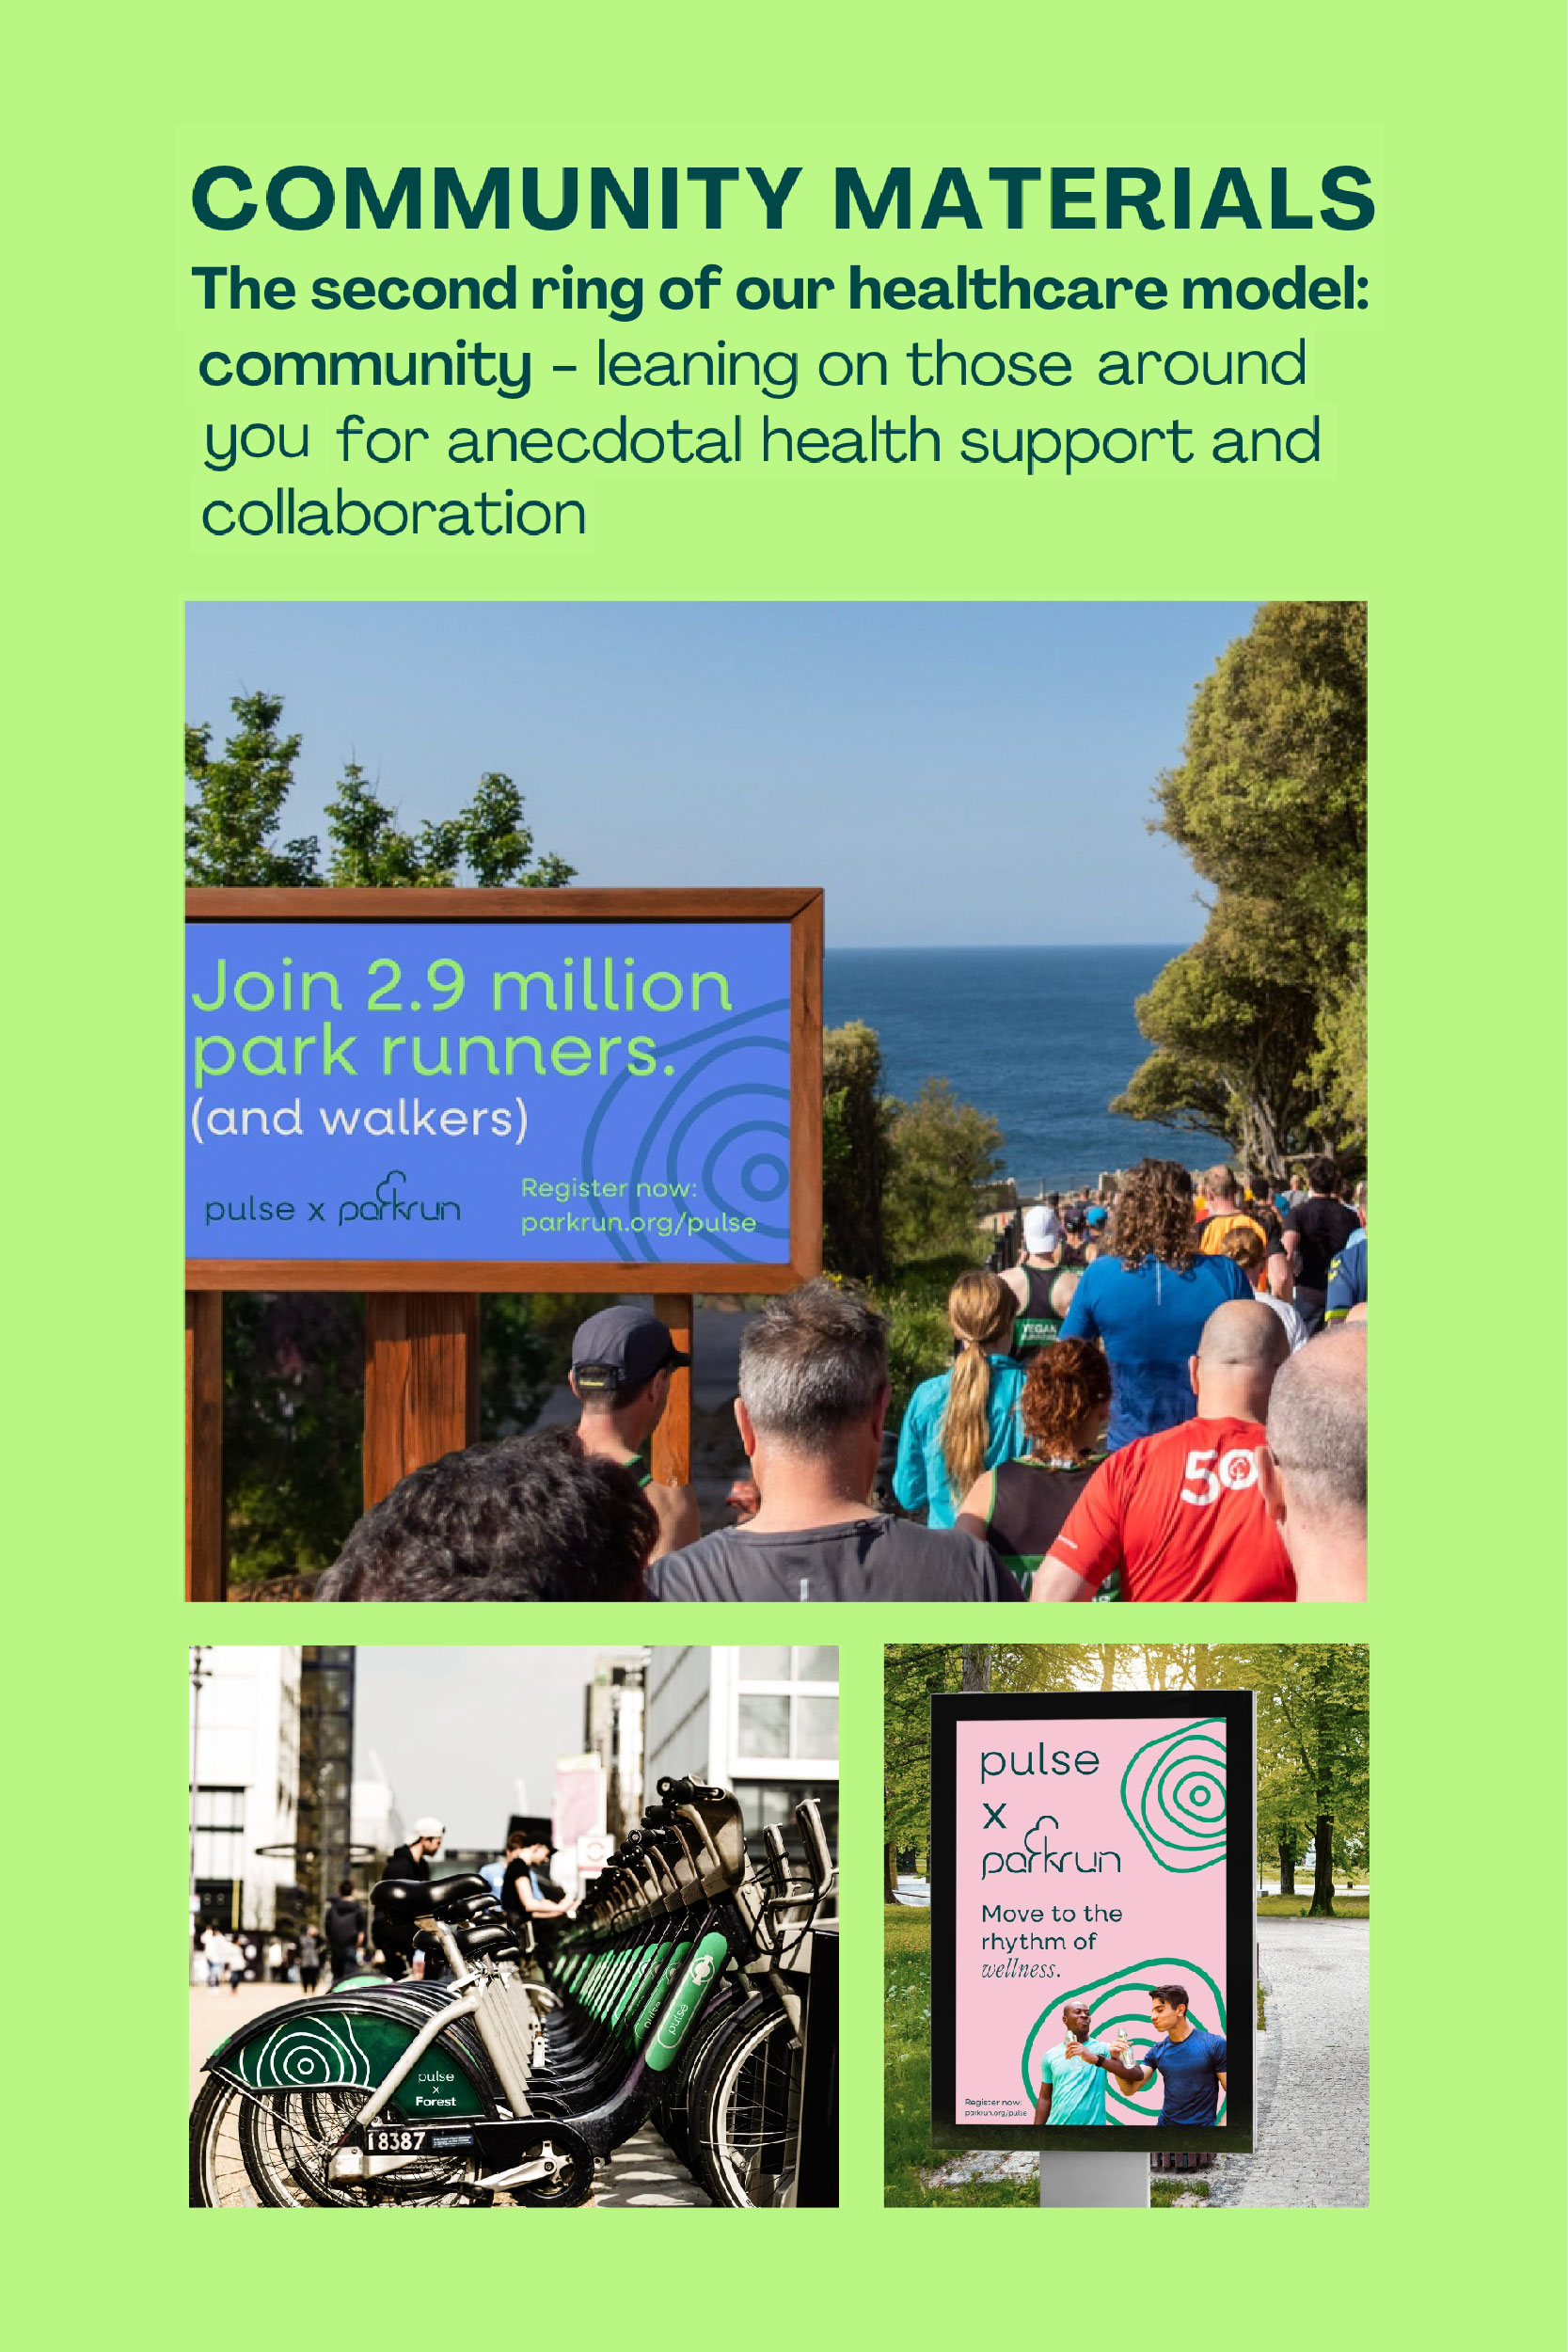 COMMUNITY MATERIALS
The second ring of our healthcare model:
community - leaning on those around
you for anecdotal health support and
collaboration
Join 2.9 million
park runners.
(and walkers)
pulse x parkrun
Register now:
parkrun.org/pulse
VEGAN
50
pulse
x
Forest
18387
pulse
pulse
pulse
x
parkrun
Move to the
rhythm of
wellness.
Register now:
parkrun.org/pulse